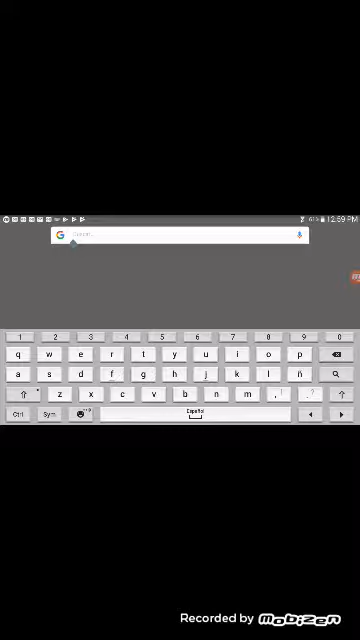 61% 12:59 PM
G
1 2 3 4 5 6 7 8 9 0
q w e r t y u i o p
a s d f g h j k l ñ
z x c v b n m , ! . ?
Ctrl Sym Español
Recorded by mobizen